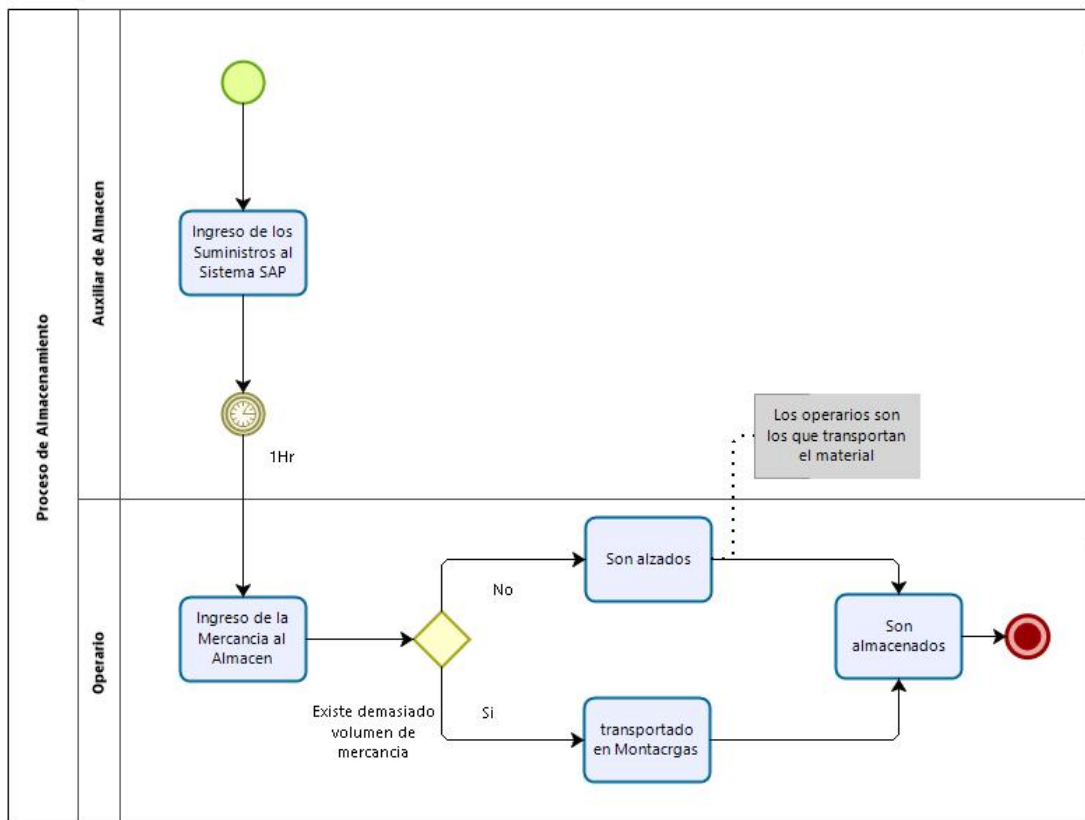 Proceso de Almacenamiento
Auxiliar de Almacen
Ingreso de los
Suministros al
Sistema SAP
1Hr
Los operarios son
los que transportan
el material
Operario
Ingreso de la
Mercancia al
Almacen
Existe demasiado
volumen de
mercancia
No
Son alzados
Si
transportado
en Montacrgas
Son
almacenados